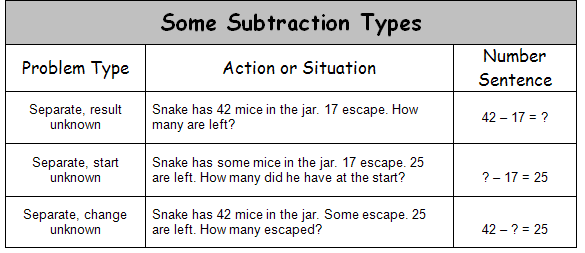 Some Subtraction Types
Problem Type
Action or Situation
Number
Sentence
Separate, result
unknown
Snake has 42 mice in the jar. 17 escape. How
many are left?
42 – 17 = ?
Separate, start
unknown
Snake has some mice in the jar. 17 escape. 25
are left. How many did he have at the start?
? – 17 = 25
Separate, change
unknown
Snake has 42 mice in the jar. Some escape. 25
are left. How many escaped?
42 – ? = 25